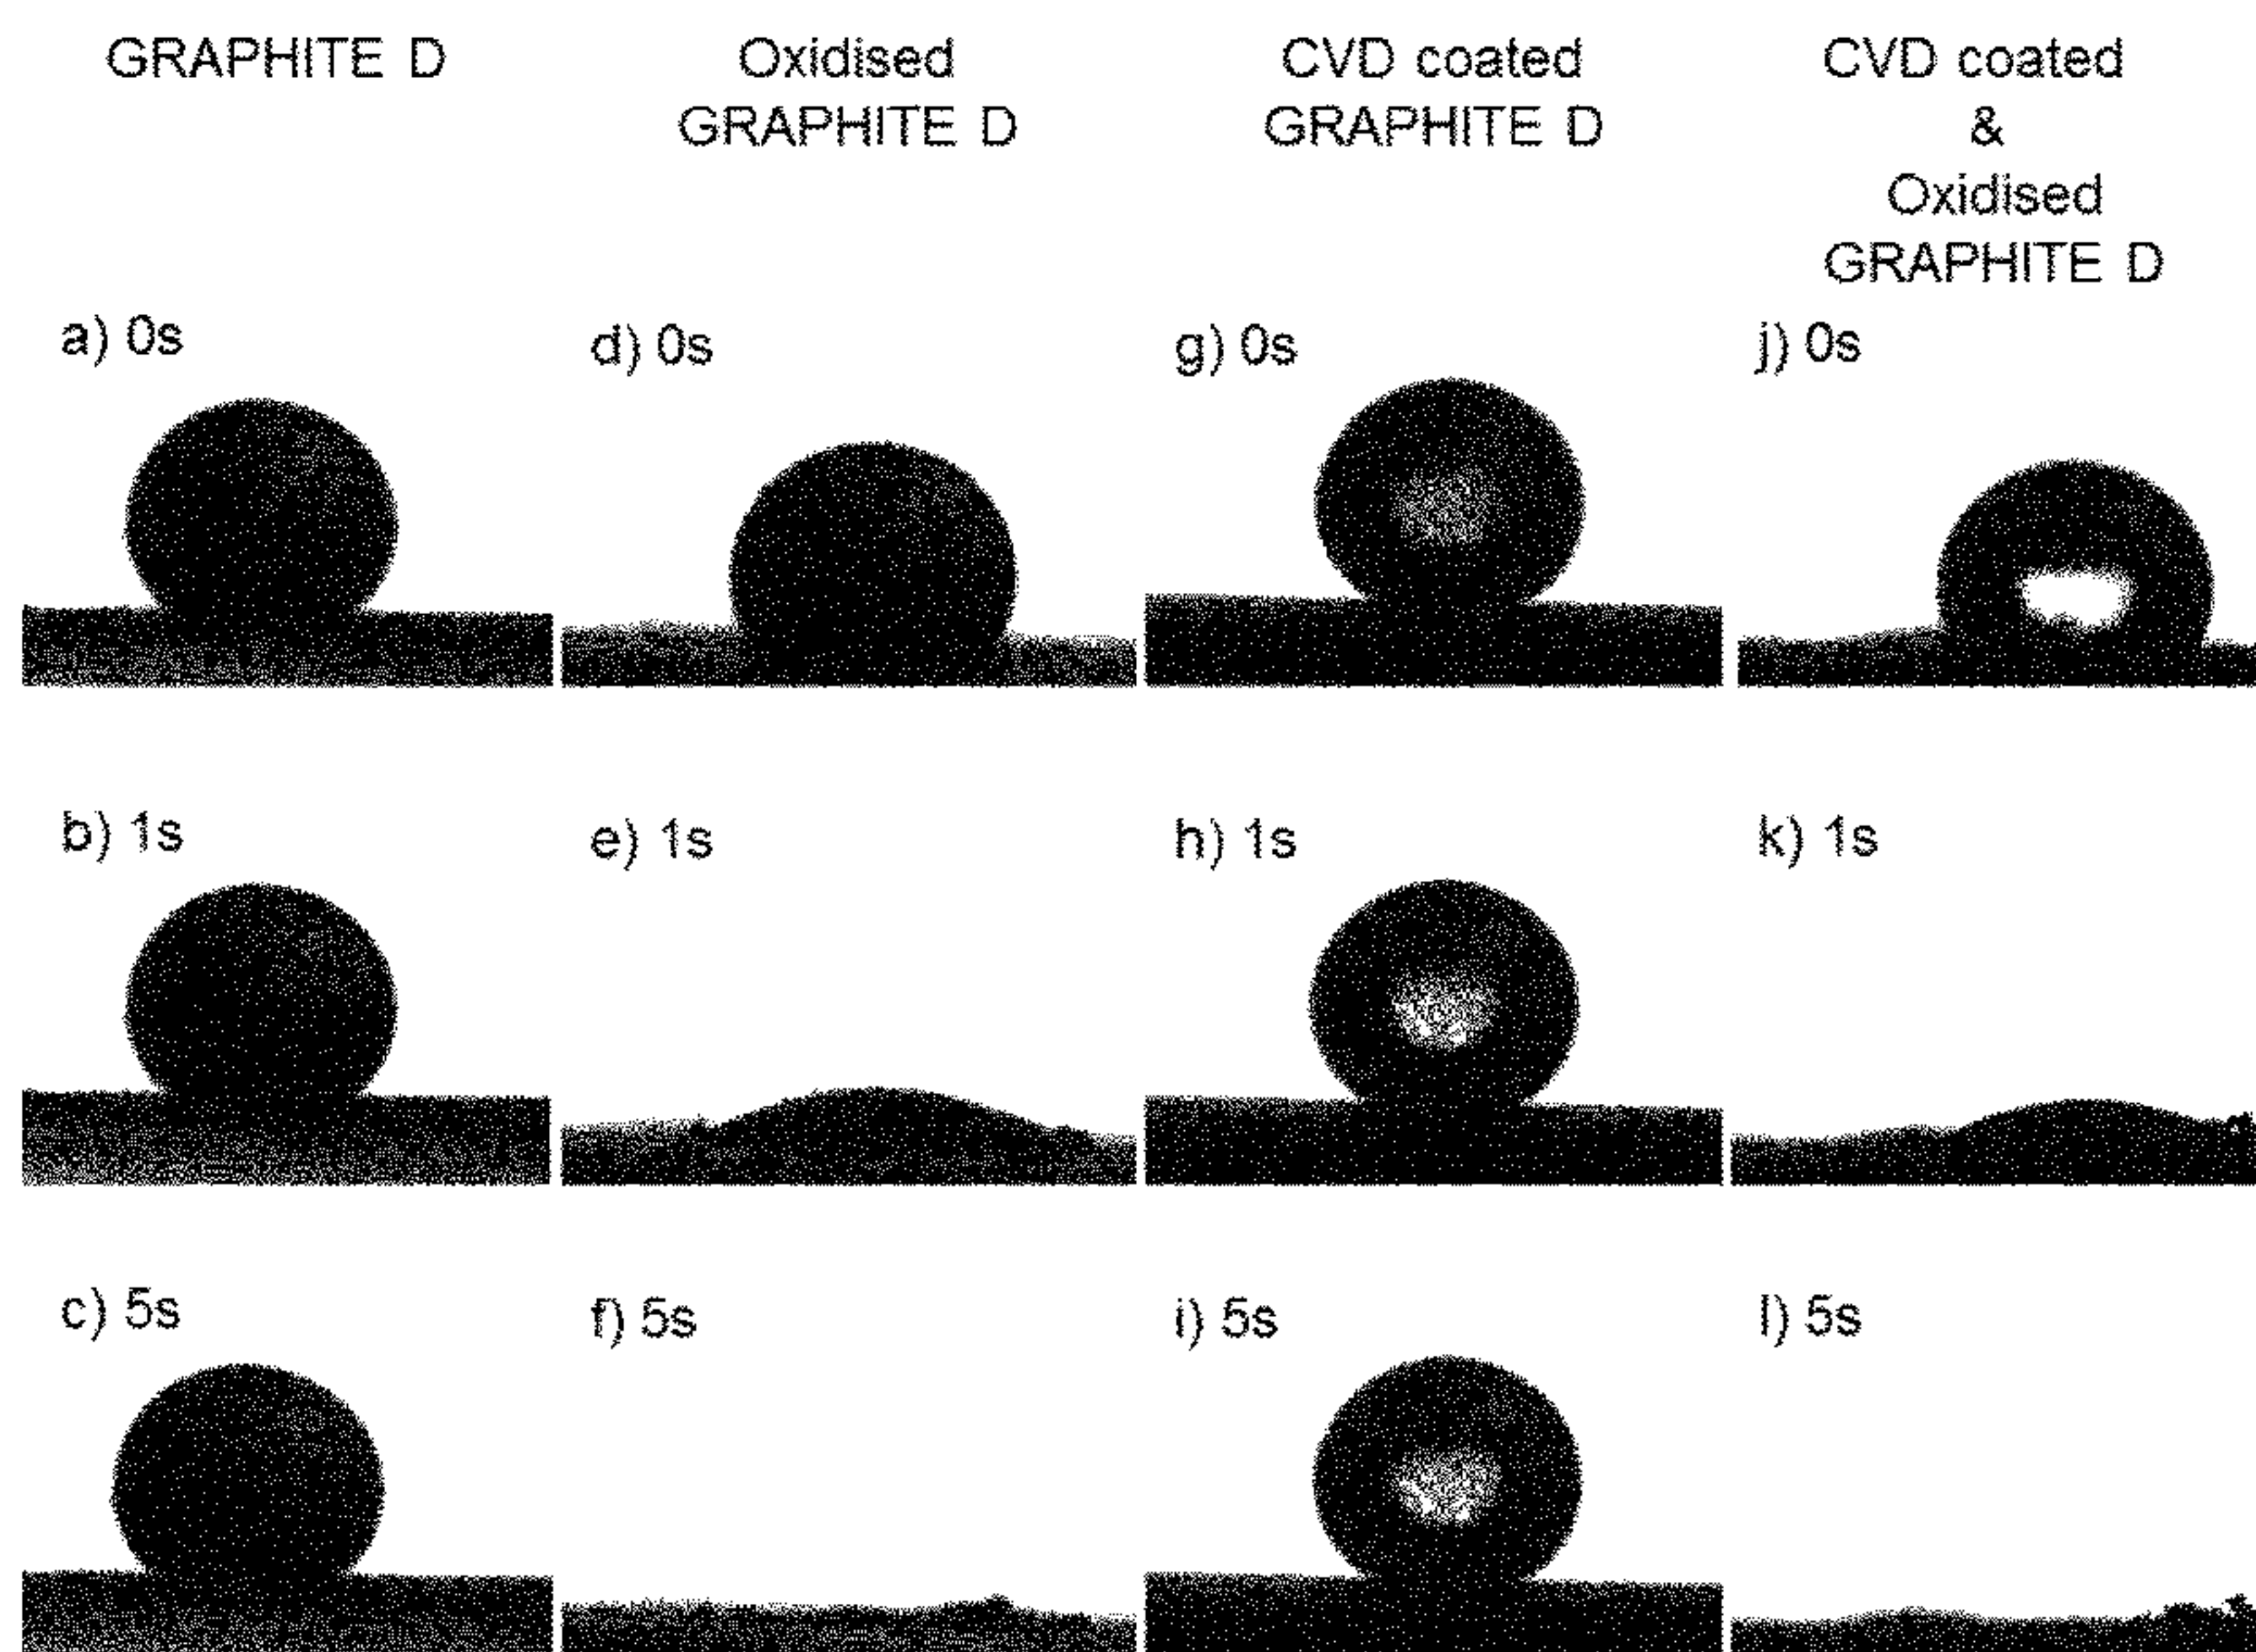 GRAPHITE D
Oxidised
GRAPHITE D
CVD coated
GRAPHITE D
CVD coated
&
Oxidised
GRAPHITE D
a) 0s
d) 0s
g) 0s
j) 0s
b) 1s
e) 1s
h) 1s
k) 1s
c) 5s
f) 5s
i) 5s
l) 5s